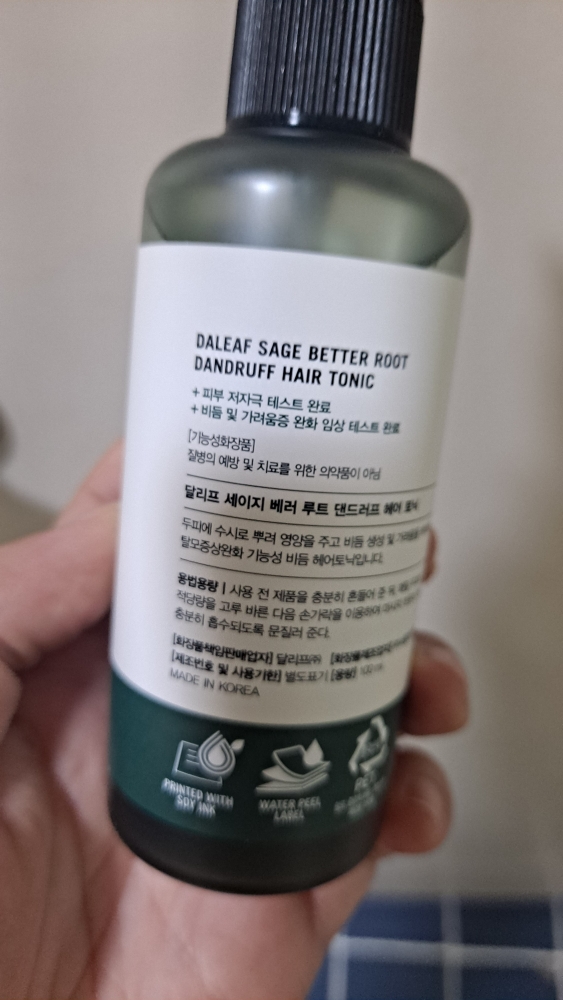 DALEAF SAGE BETTER ROOT
DANDRUFF HAIR TONIC
+ 피부 저자극 테스트 완료
+ 비듬 및 가려움증 완화 임상 테스트 완료
[기능성화장품]
질병의 예방 및 치료를 위한 의약품이 아님
달리프 세이지 베러 루트 댄드러프 헤어 토닉
두피에 수시로 뿌려 영양을 주고 비듬 생성 및 가려움을
탈모증상완화 기능성 비듬 헤어토닉입니다.
용법용량 | 사용 전 제품을 충분히 흔들어 준 후,
적당량을 고루 바른 다음 손가락을 이용하여
충분히 흡수되도록 문질러 준다.
[화장품책임판매업자] 달리프㈜
[제조번호 및 사용기한] 별도표기 [용량]
MADE IN KOREA
PRINTED WITH
SOY INK
WATER PEEL
LABEL